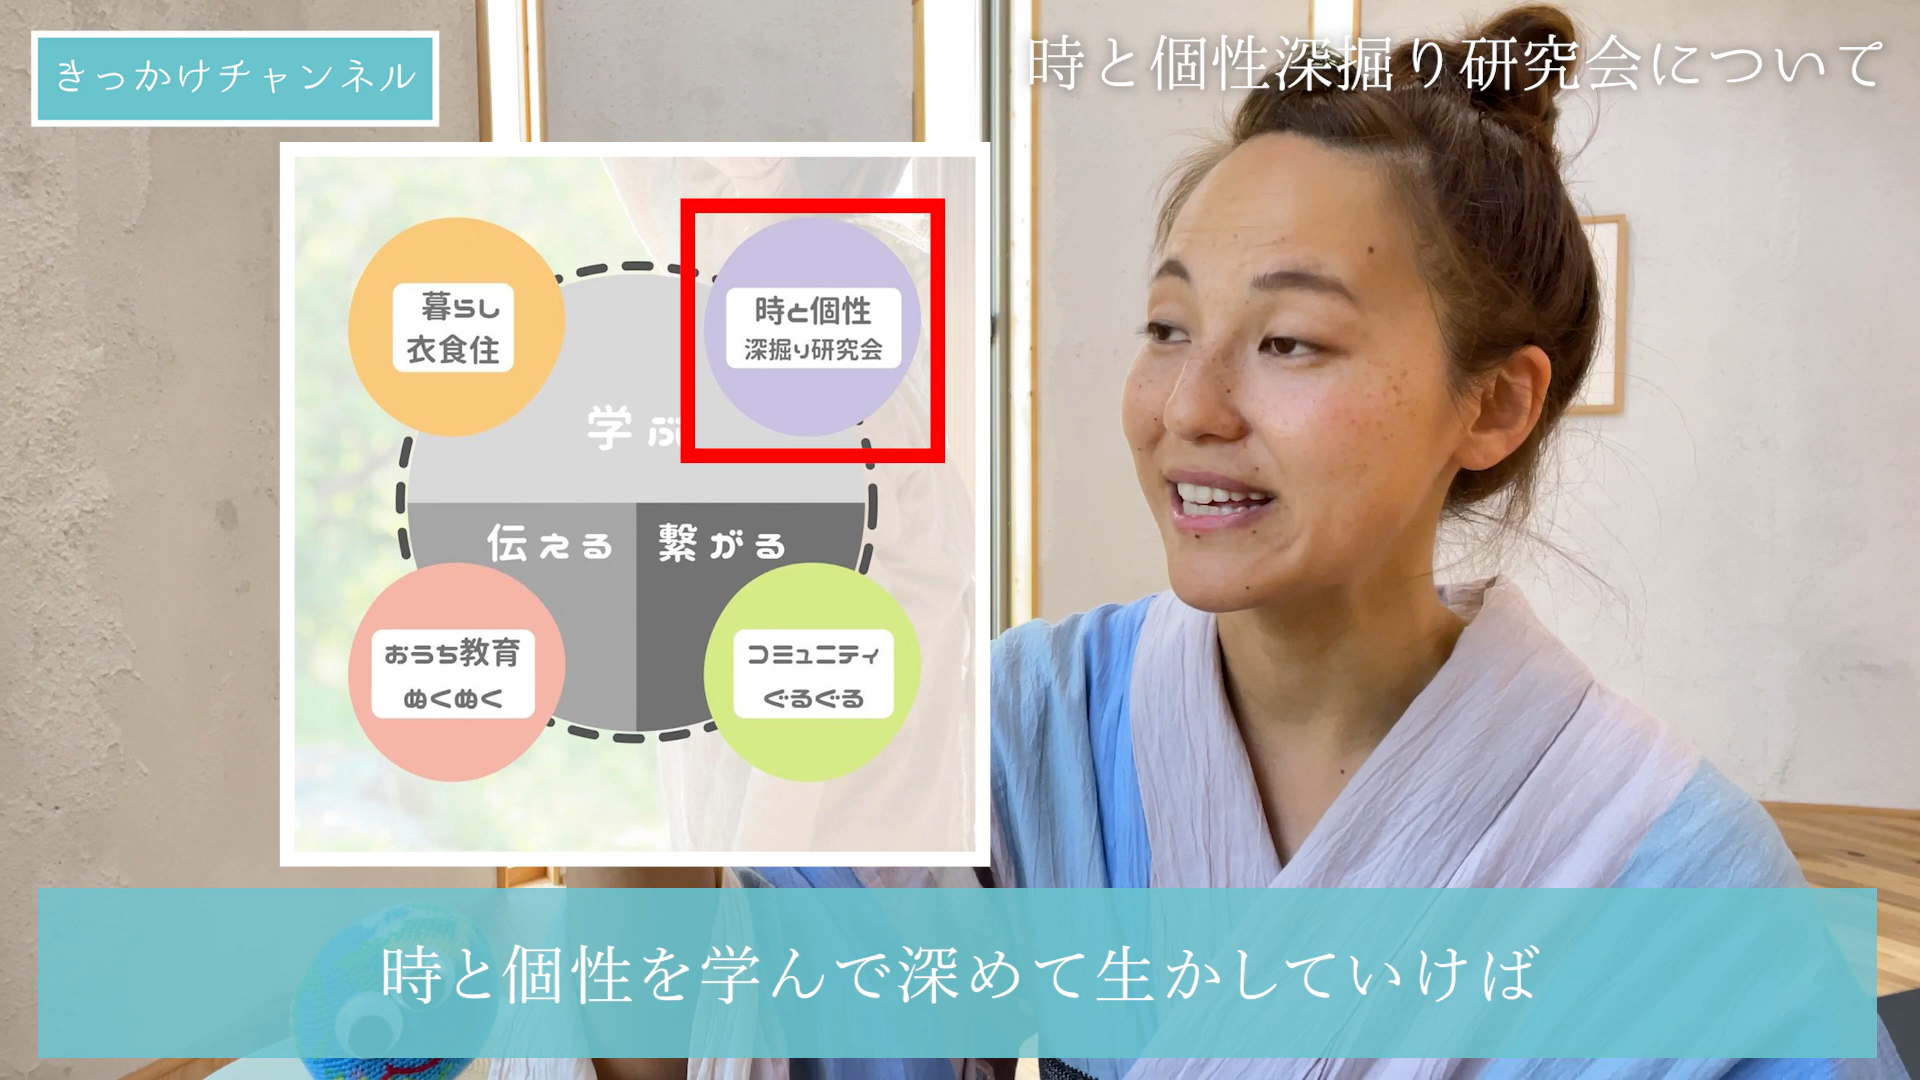 きっかけチャンネル
時と個性深掘り研究会について
暮らし
衣食住
時と個性
深掘り研究会
学ぶ
伝える
繋がる
おうち教育
ぬくぬく
コミュニティ
ぐるぐる
時と個性を学んで深めて生かしていけば